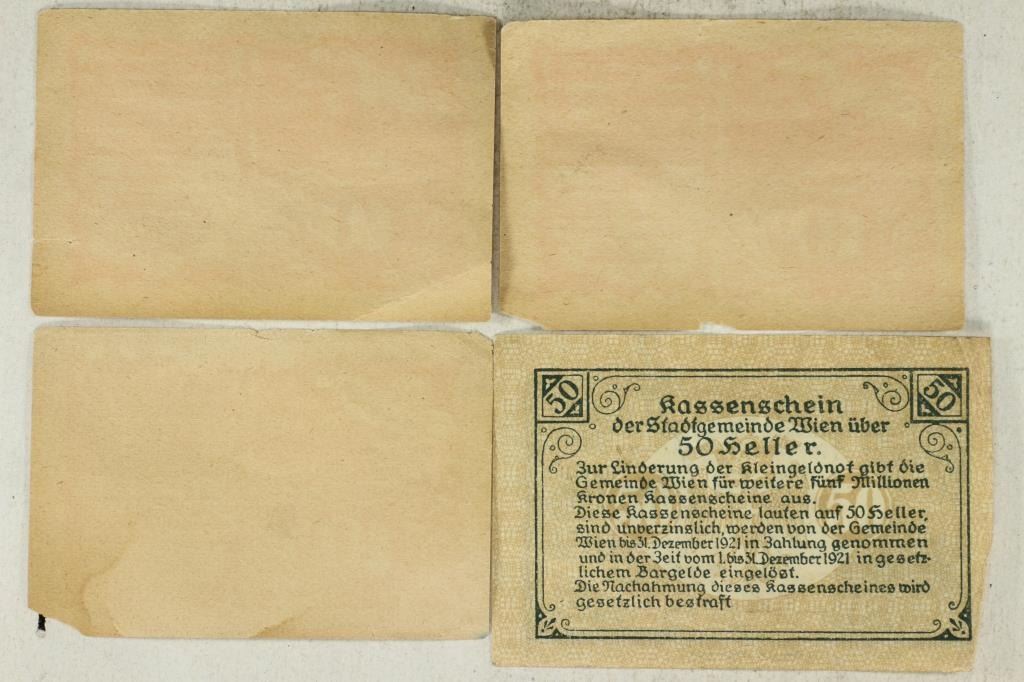 50 50
Kassenschein
der Stadtgemeinde Wien über
50 Heller.
Zur Linderung der Kleingeldnot gibt die
Gemeinde Wien für weitere fünf Millionen
Kronen Kassenscheine aus.
Diese Kassenscheine lauten auf 50 Heller,
sind unverzinslich, werden von der Gemeinde
Wien bis 31. Dezember 1921 in Zahlung genommen
und in der Zeit vom 1. bis 31. Dezember 1921 in gesetz-
lichem Bargelde eingelöst.
Die Nachahmung dieses Kassenscheines wird
gesetzlich bestraft
50